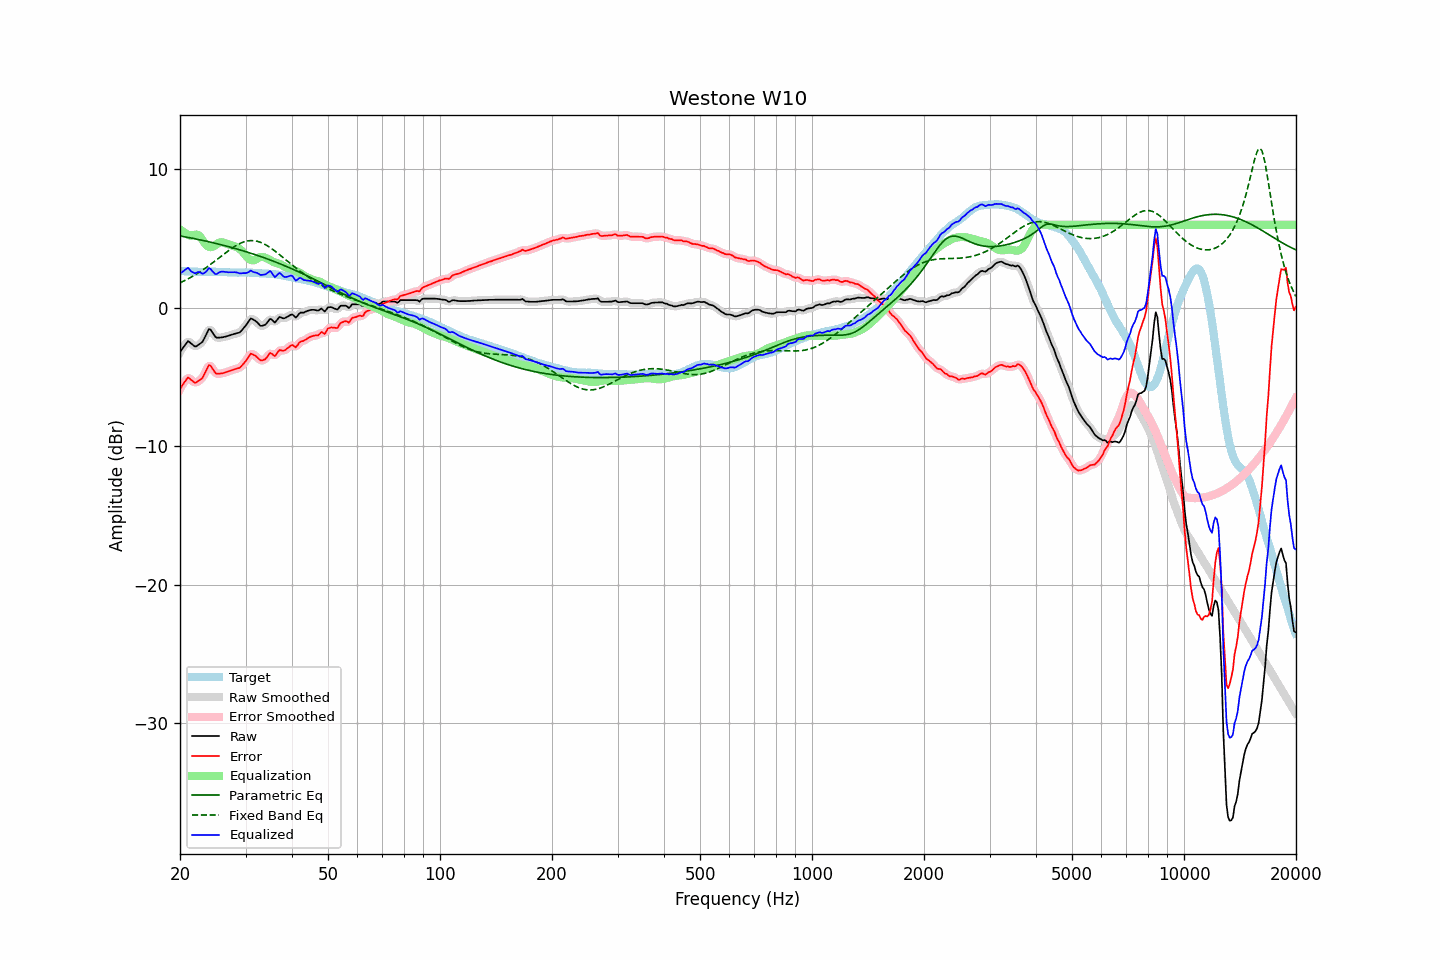 Westone W10
Amplitude (dBr)
10
0
−10
−20
−30
Target
Raw Smoothed
Error Smoothed
Raw
Error
Equalization
Parametric Eq
Fixed Band Eq
Equalized
20 50 100 200 500 1000 2000 5000 10000 20000
Frequency (Hz)